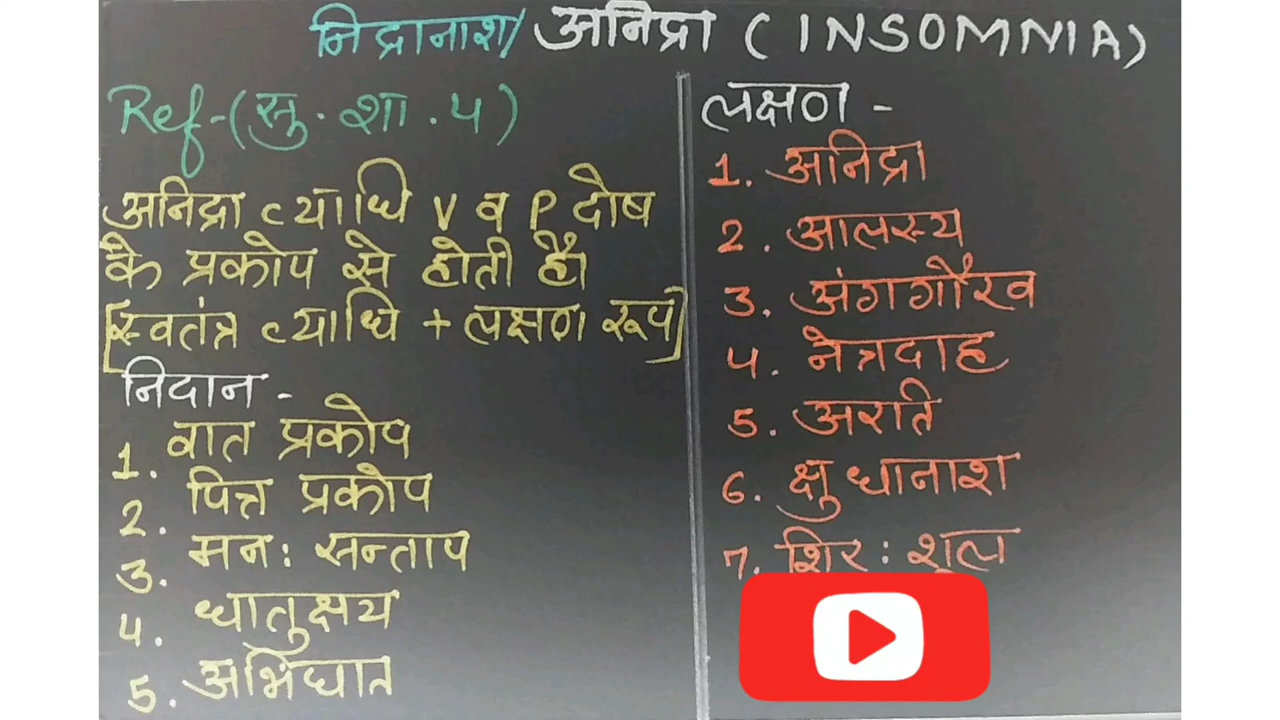 निद्रानाश/ अनिद्रा (INSOMNIA)
Ref-(सु. शा. 4)
अनिद्रा व्याधि V व P दोष
के प्रकोप से होती है।
[स्वतंत्र व्याधि + लक्षण रूप]
निदान -
1. वात प्रकोप
2. पित्त प्रकोप
3. मन: सन्ताप
4. धातुक्षय
5. अभिघात
लक्षण -
1. अनिद्रा
2. आलस्य
3. अंगगौरव
4. नेत्रदाह
5. अरति
6. क्षुधानाश
7. शिर: शूल